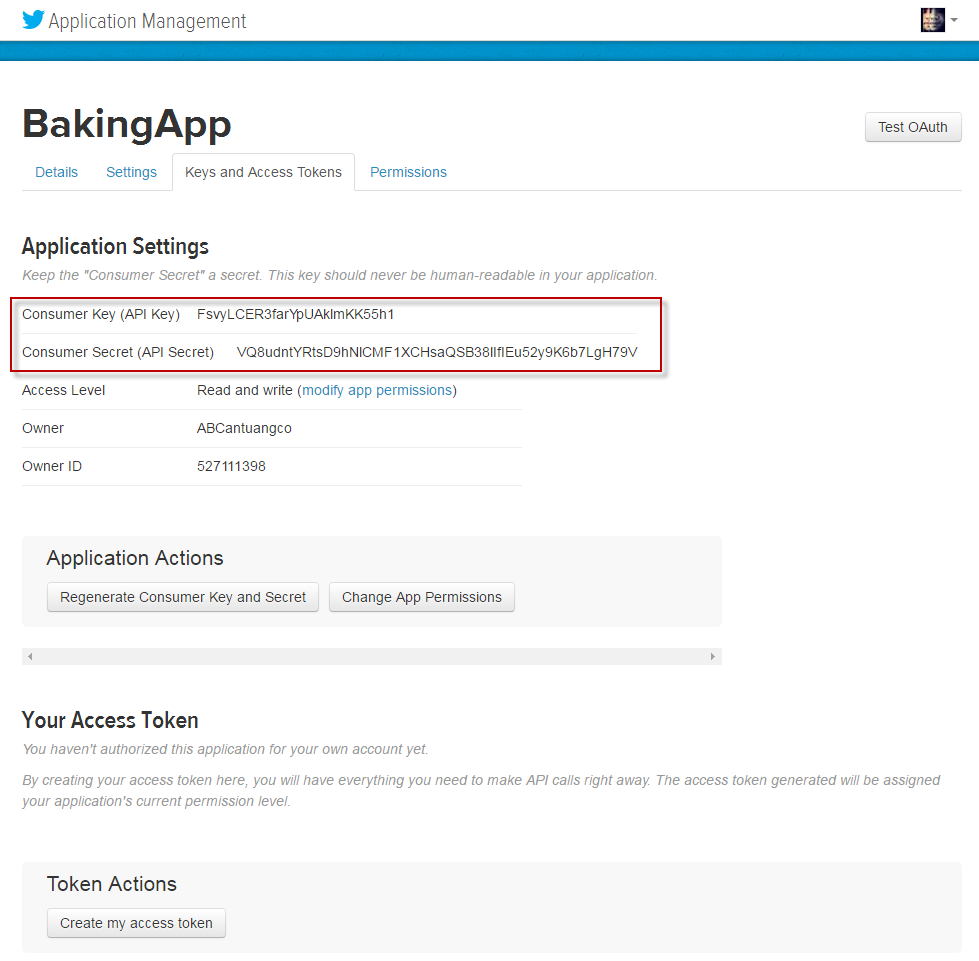 Application Management
BakingApp
Test OAuth
Details Settings Keys and Access Tokens Permissions
Application Settings
Keep the "Consumer Secret" a secret. This key should never be human-readable in your application.
Consumer Key (API Key)
Consumer Secret (API Secret)
Access Level Read and write (modify app permissions)
Owner ABCantuangco
Owner ID 527111398
Application Actions
Regenerate Consumer Key and Secret Change App Permissions
Your Access Token
You haven't authorized this application for your own account yet.
By creating your access token here, you will have everything you need to make API calls right away. The access token generated will be assigned
your application's current permission level.
Token Actions
Create my access token